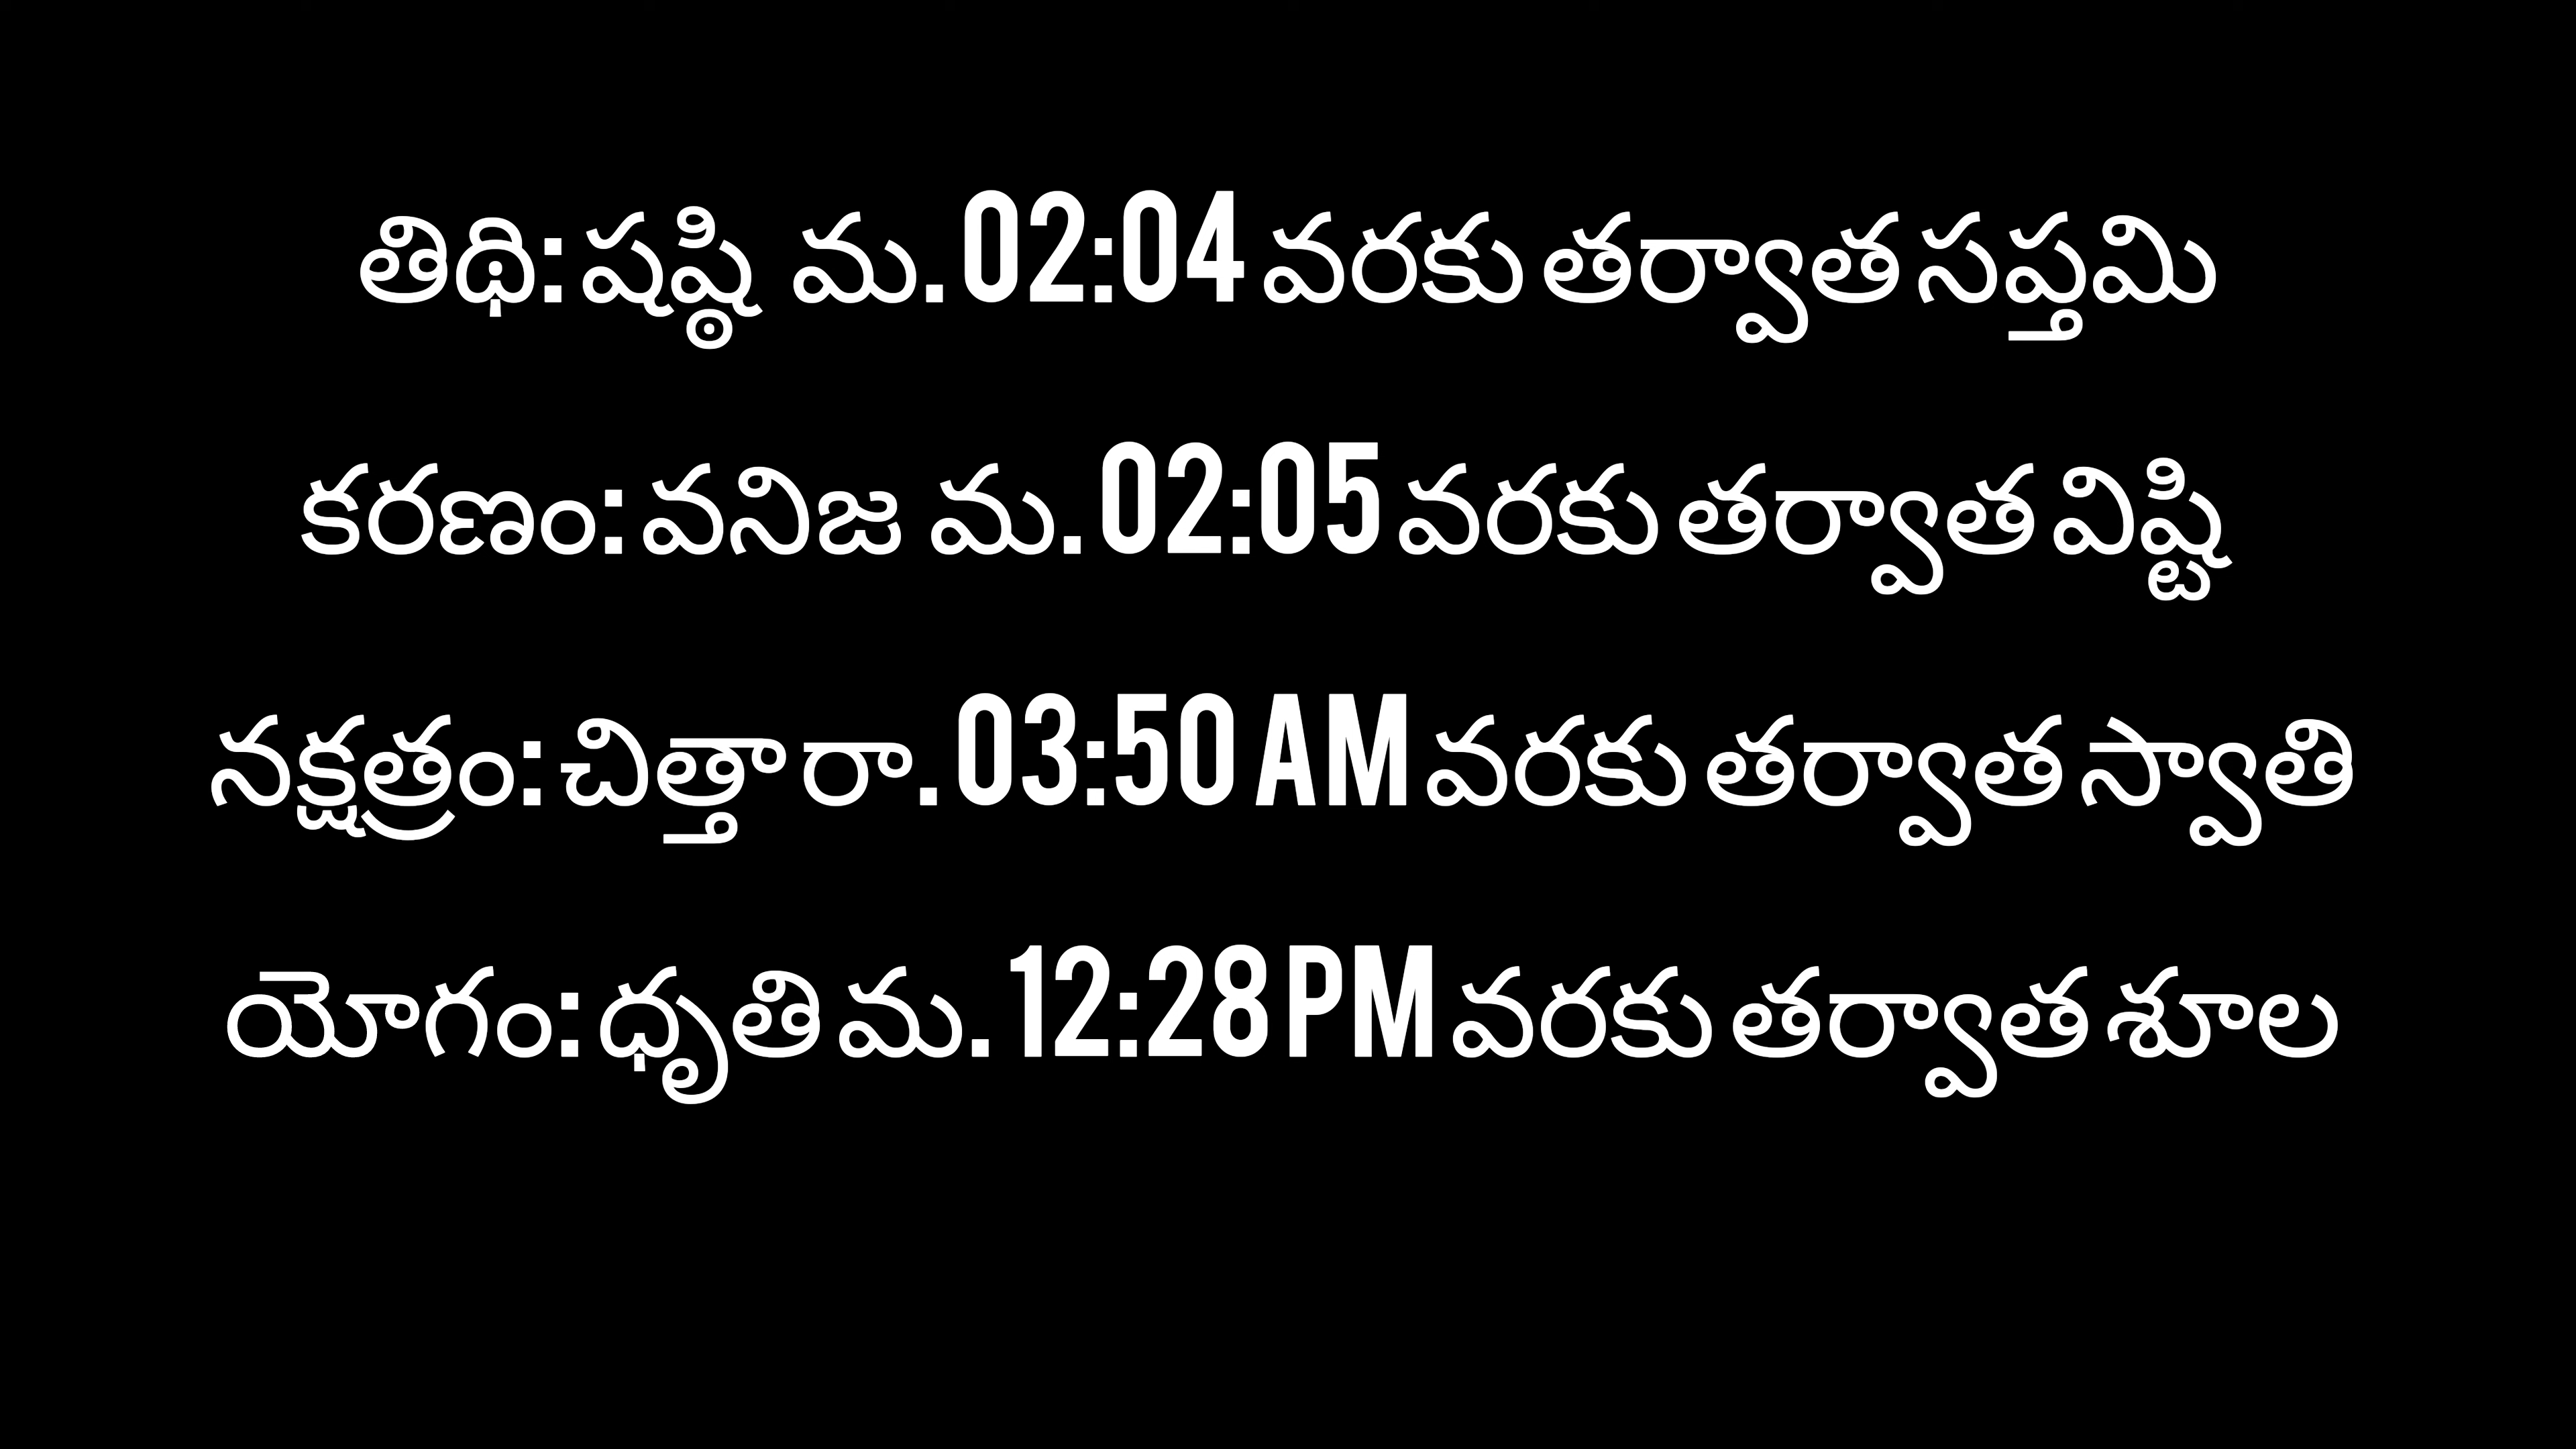 తిథి: షష్ఠి మ. 02:04 వరకు తర్వాత సప్తమి
కరణం: వనిజ మ. 02:05 వరకు తర్వాత విష్టి
నక్షత్రం: చిత్తా రా. 03:50 AM వరకు తర్వాత స్వాతి
యోగం: ధృతి మ. 12:28 PM వరకు తర్వాత శూల